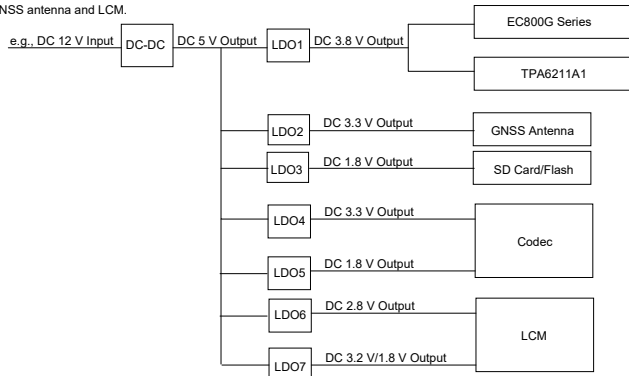 NSS antenna and LCM.
e.g., DC 12 V Input
DC-DC
DC 5 V Output
LDO1
DC 3.8 V Output
EC800G Series
TPA6211A1
LDO2
DC 3.3 V Output
GNSS Antenna
LDO3
DC 1.8 V Output
SD Card/Flash
LDO4
DC 3.3 V Output
Codec
LDO5
DC 1.8 V Output
LDO6
DC 2.8 V Output
LCM
LDO7
DC 3.2 V/1.8 V Output